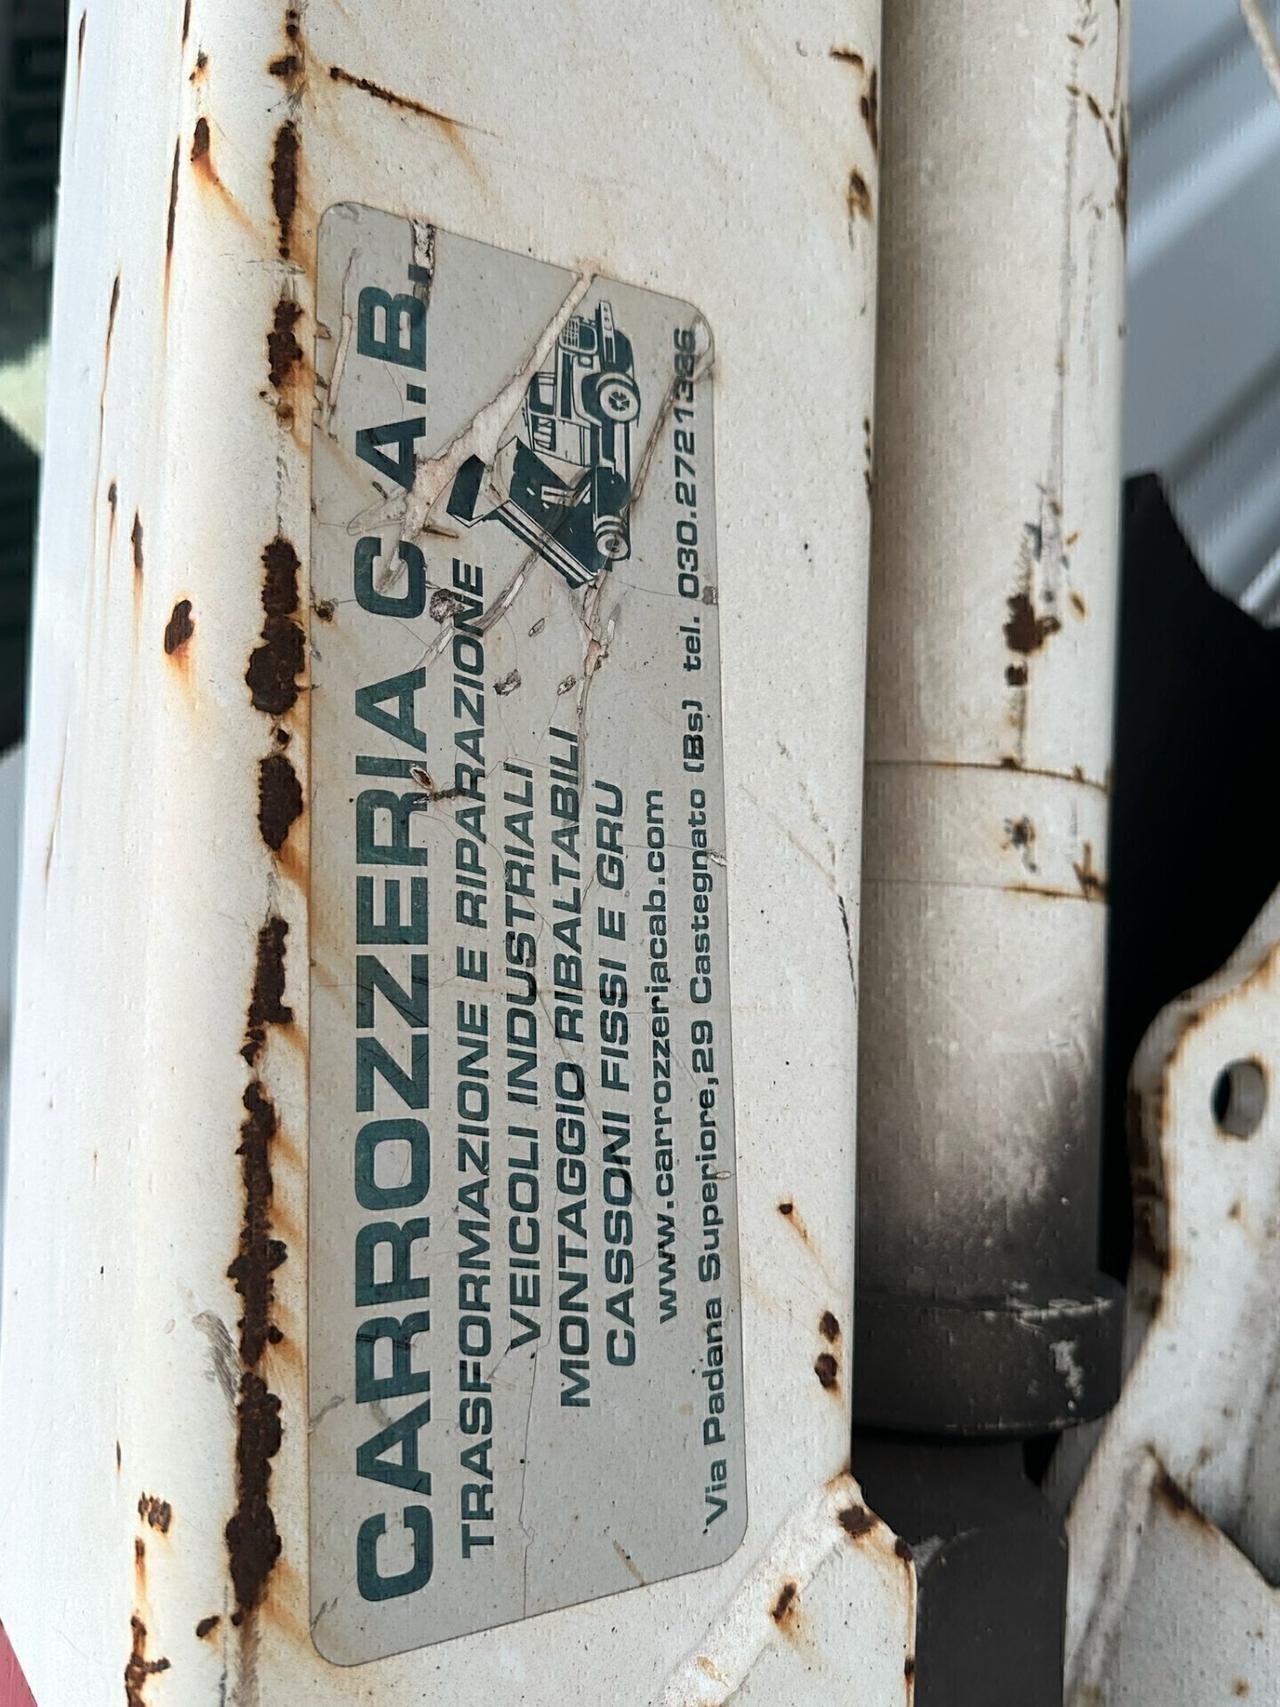 CARROZZERIA C.A.B.
TRASFORMAZIONE E RIPARAZIONE
VEICOLI INDUSTRIALI
MONTAGGIO RIBALTABILI
CASSONI FISSI E GRU
www.carrozzeriacab.com
Via Padana Superiore,29 Castegnato (Bs) tel. 030.2721386